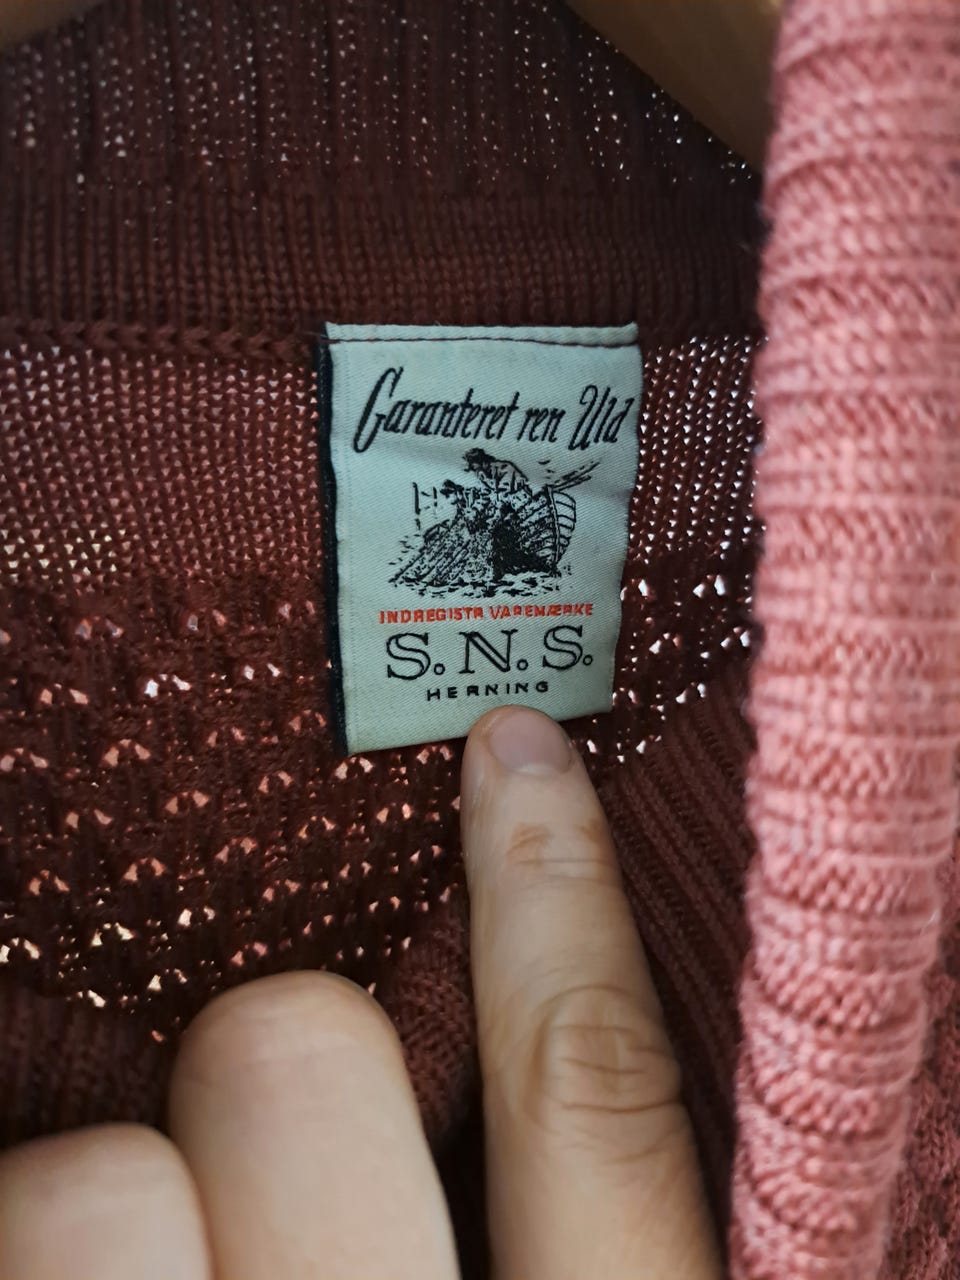 Garanteret ren Uld
INDREGISTR. VAREMÆRKE
S.N.S.
HERNING